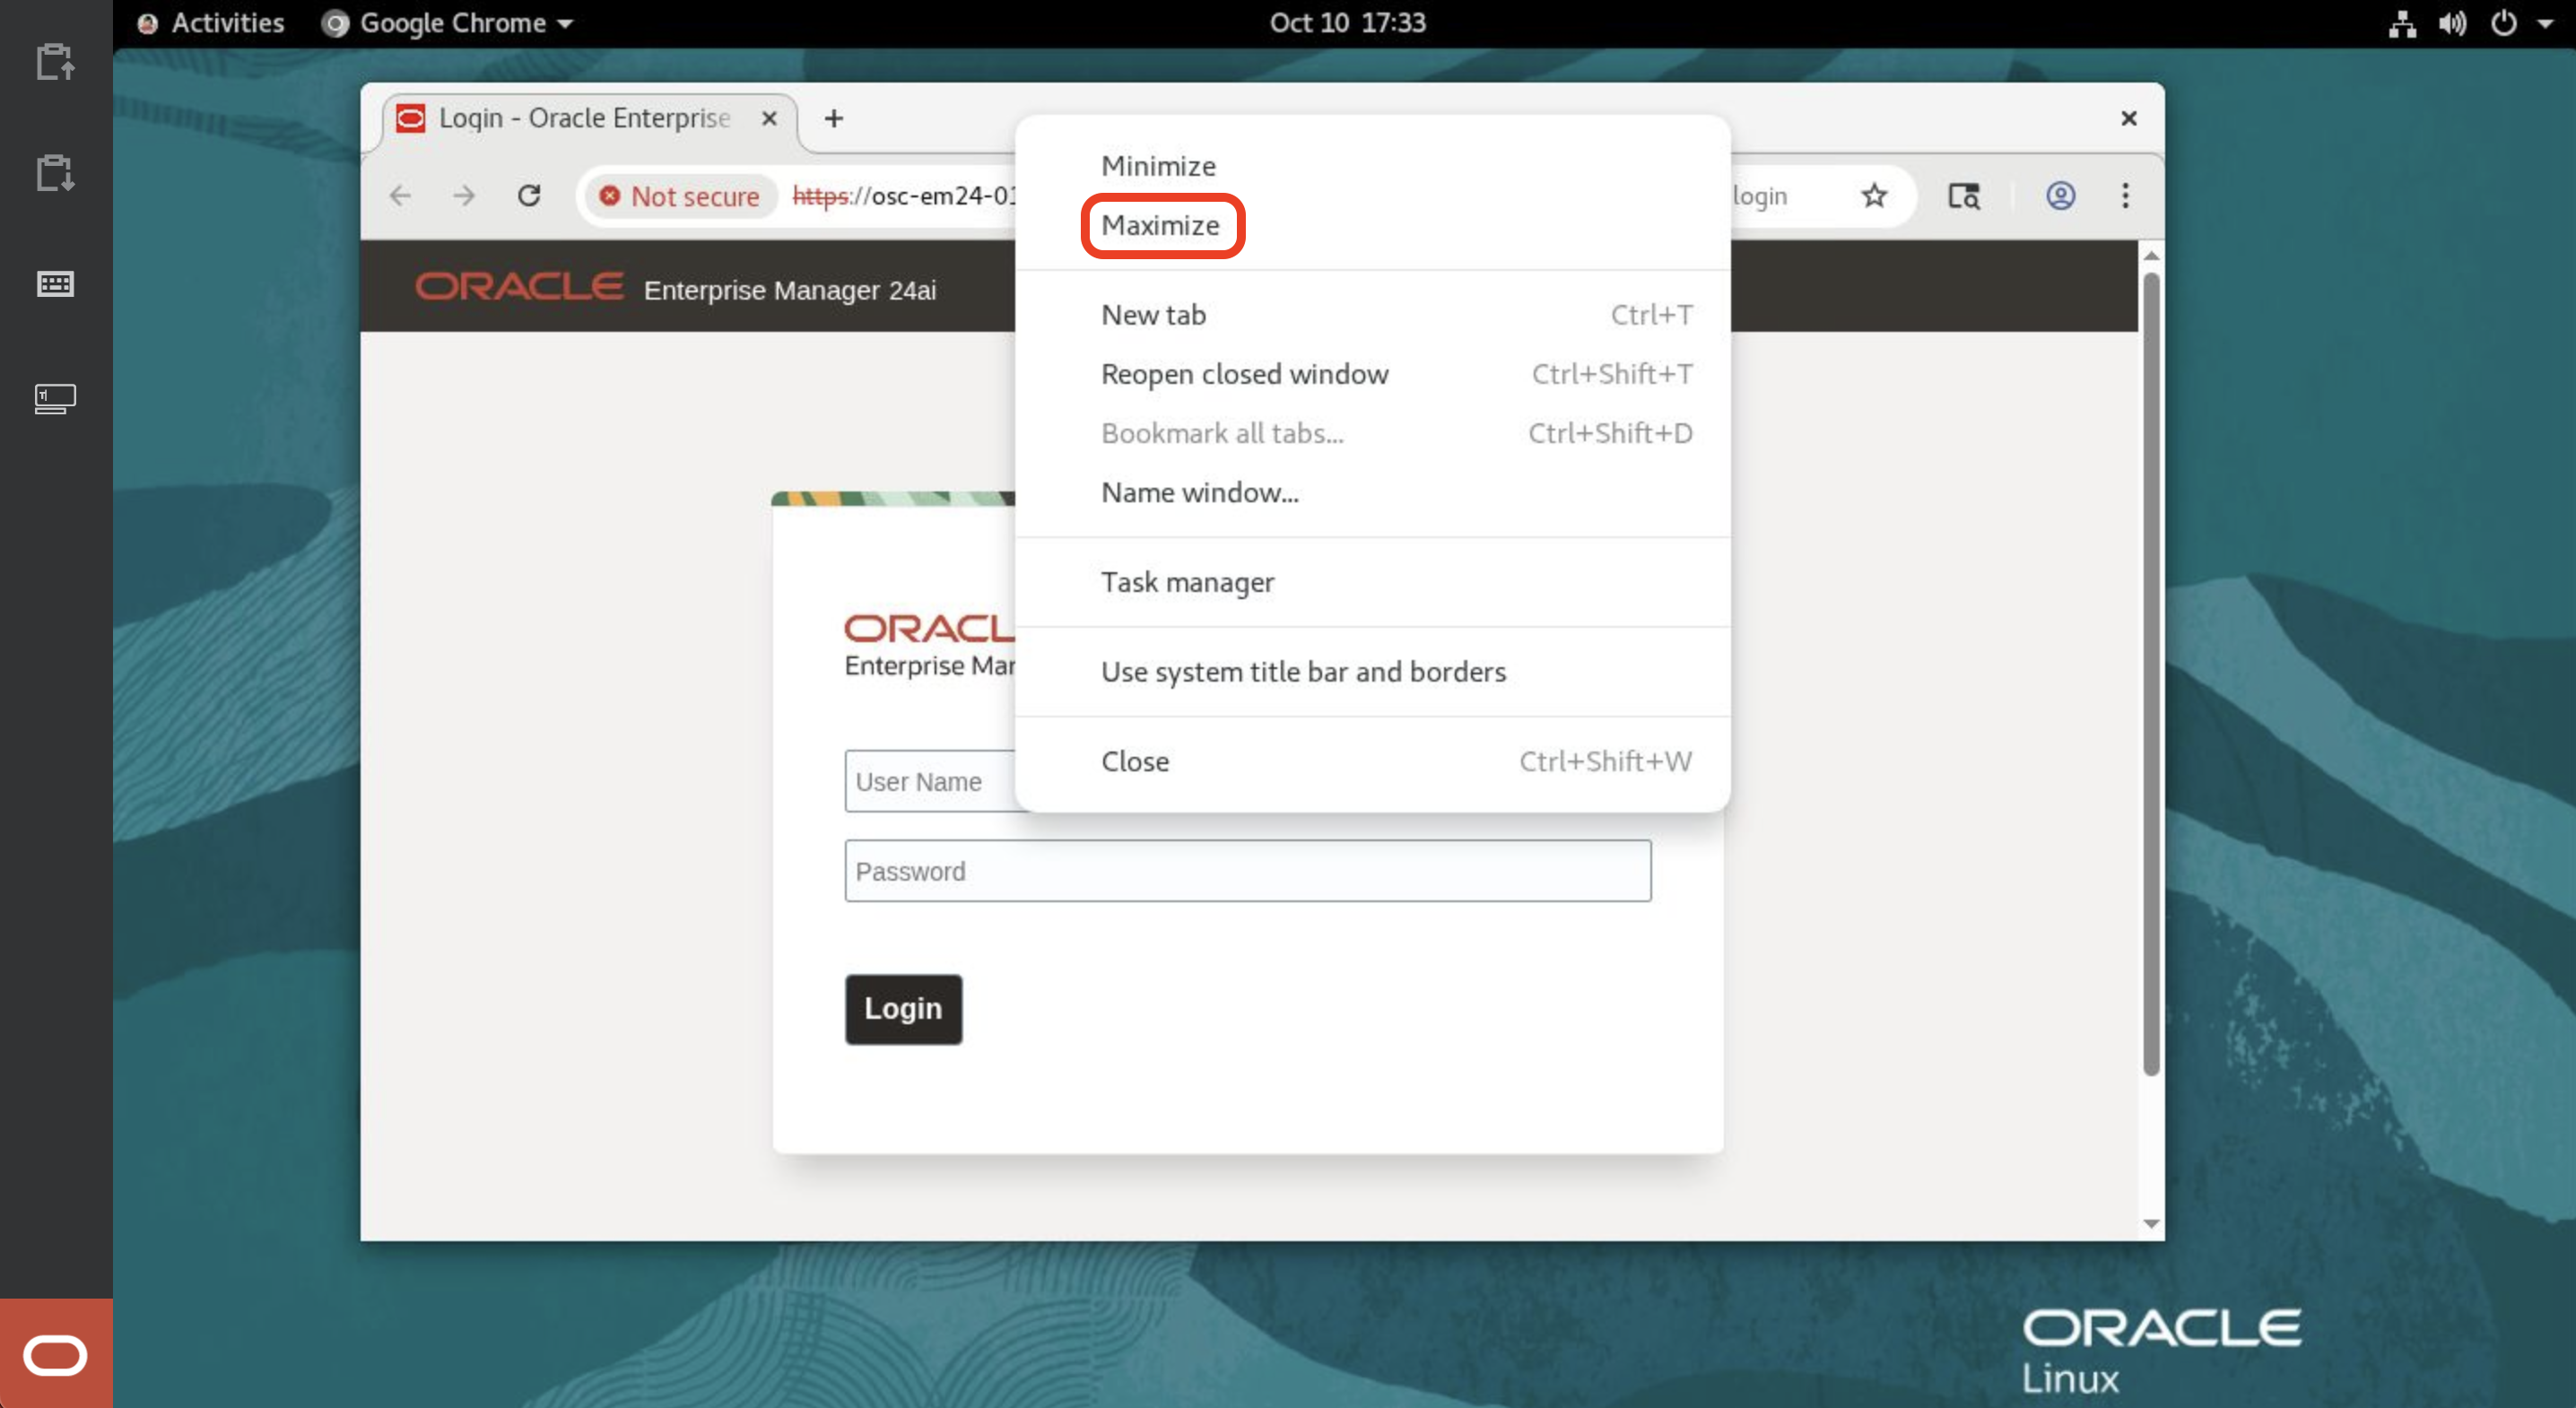 Activities
Google Chrome
Oct 10 17:33
Login - Oracle Enterprise
Not secure
https://osc-em24-01
login
ORACLE Enterprise Manager 24ai
Minimize
Maximize
New tab Ctrl+T
Reopen closed window Ctrl+Shift+T
Bookmark all tabs... Ctrl+Shift+D
Name window...
Task manager
Use system title bar and borders
Close Ctrl+Shift+W
ORACL
Enterprise Mar
User Name
Password
Login
ORACLE
Linux